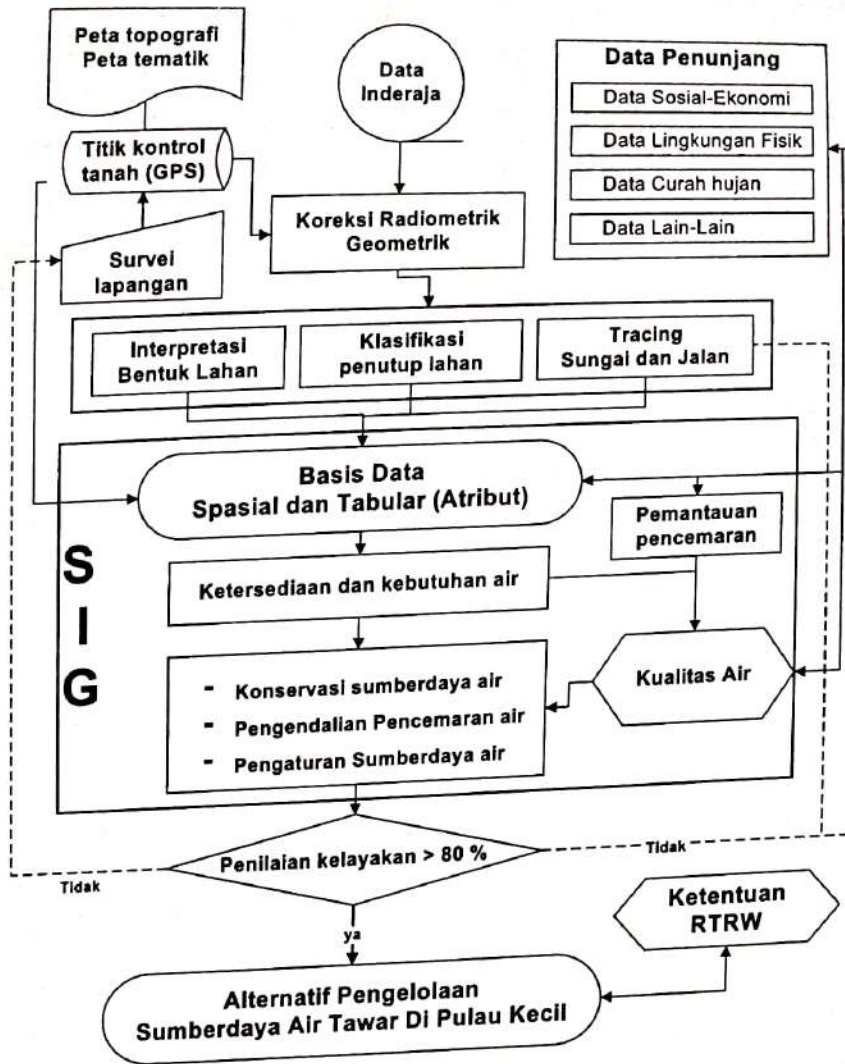 Peta topografi
Peta tematik
Data
Inderaja
Data Penunjang
Data Sosial-Ekonomi
Data Lingkungan Fisik
Data Curah hujan
Data Lain-Lain
Titik kontrol
tanah (GPS)
Koreksi Radiometrik
Geometrik
Survei
lapangan
Interpretasi
Bentuk Lahan
Klasifikasi
penutup lahan
Tracing
Sungai dan Jalan
Basis Data
Spasial dan Tabular (Atribut)
Pemantauan
pencemaran
S
I
G
Ketersediaan dan kebutuhan air
- Konservasi sumberdaya air
- Pengendalian Pencemaran air
- Pengaturan Sumberdaya air
Kualitas Air
Penilaian kelayakan > 80 %
Tidak
Tidak
ya
Ketentuan
RTRW
Alternatif Pengelolaan
Sumberdaya Air Tawar Di Pulau Kecil